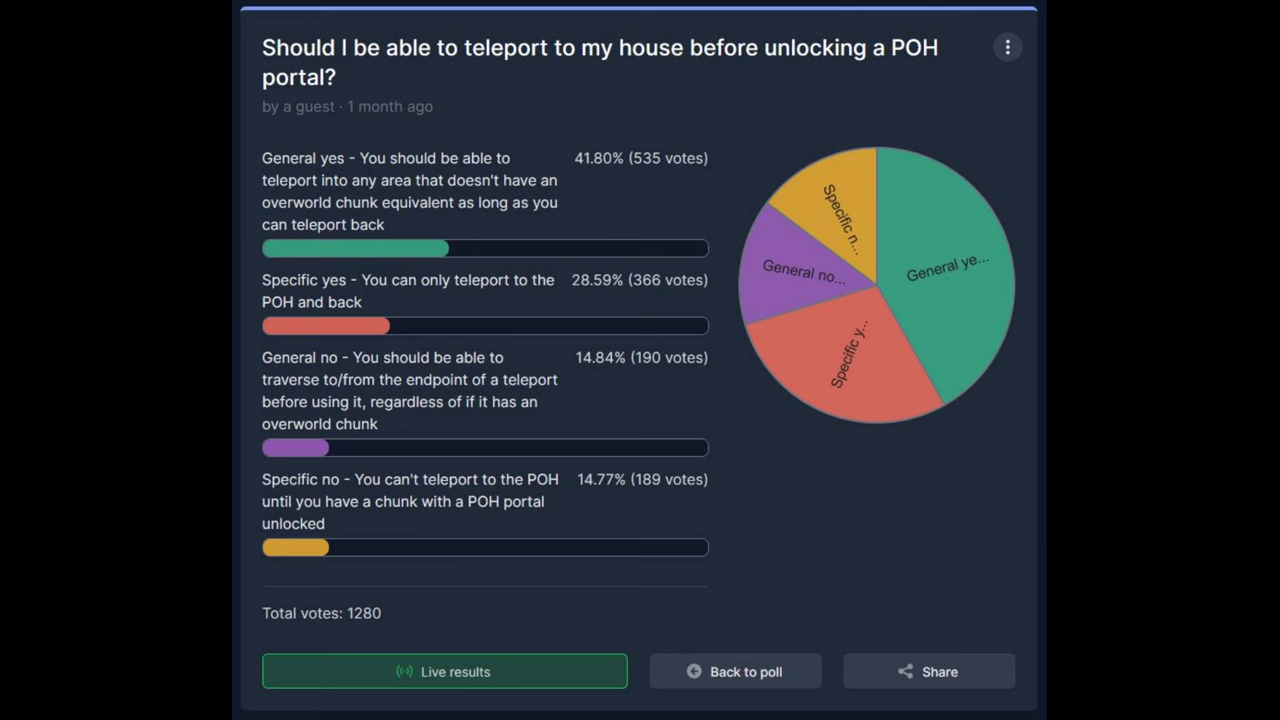 Should I be able to teleport to my house before unlocking a POH
portal?
by a guest · 1 month ago
General yes - You should be able to
teleport into any area that doesn't have an
overworld chunk equivalent as long as you
can teleport back
41.80% (535 votes)
Specific yes - You can only teleport to the
POH and back
28.59% (366 votes)
General no - You should be able to
traverse to/from the endpoint of a teleport
before using it, regardless of if it has an
overworld chunk
14.84% (190 votes)
Specific no - You can't teleport to the POH
until you have a chunk with a POH portal
unlocked
14.77% (189 votes)
Total votes: 1280
General ye...
Specific y...
General no...
Specific n...
Live results
Back to poll
Share